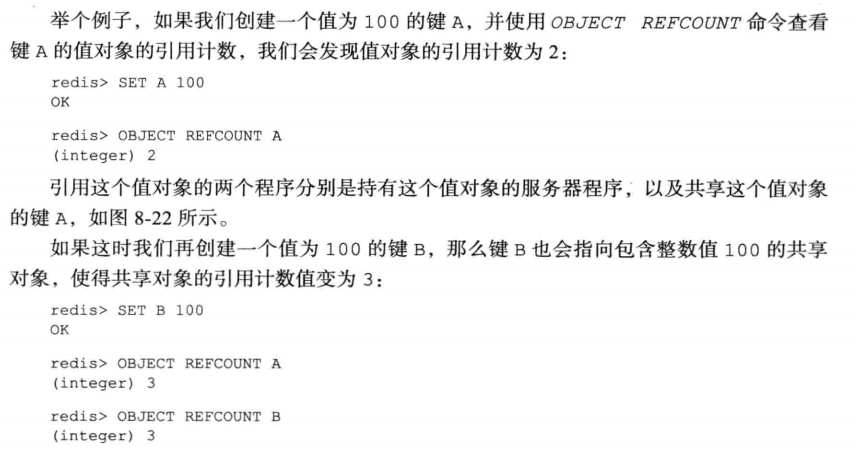 举个例子，如果我们创建一个值为 100 的键 A，并使用 OBJECT REFCOUNT 命令查看
键 A 的值对象的引用计数，我们会发现值对象的引用计数为 2：
redis> SET A 100
OK
redis> OBJECT REFCOUNT A
(integer) 2
引用这个值对象的两个程序分别是持有这个值对象的服务器程序，以及共享这个值对象
的键 A，如图 8-22 所示。
如果这时我们再创建一个值为 100 的键 B，那么键 B 也会指向包含整数值 100 的共享
对象，使得共享对象的引用计数值变为 3：
redis> SET B 100
OK
redis> OBJECT REFCOUNT A
(integer) 3
redis> OBJECT REFCOUNT B
(integer) 3